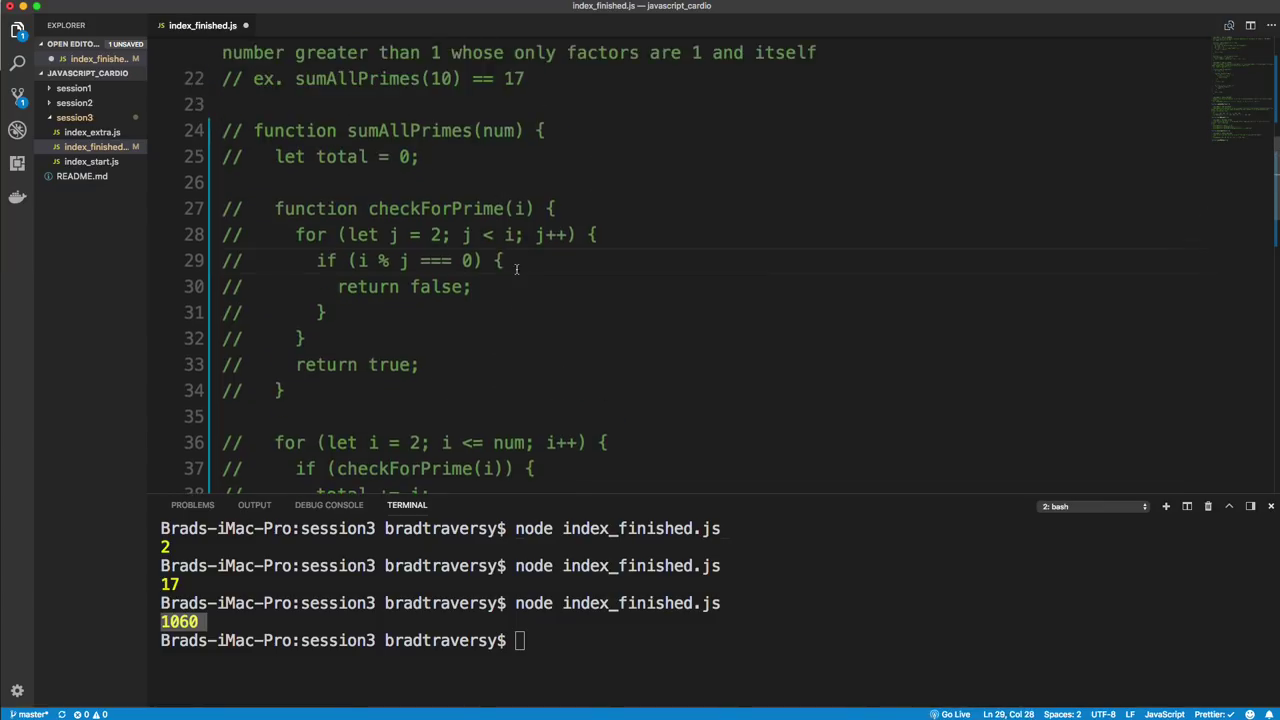 index_finished.js — javascript_cardio
EXPLORER
index_finished.js
OPEN EDITO... 1 UNSAVED
index_finishe... M
JAVASCRIPT_CARDIO
session1
session2
session3
index_extra.js
index_finished... M
index_start.js
README.md
1
1
number greater than 1 whose only factors are 1 and itself
22 // ex. sumAllPrimes(10) == 17
23
24 // function sumAllPrimes(num) {
25 //   let total = 0;
26 //
27 //   function checkForPrime(i) {
28 //     for (let j = 2; j < i; j++) {
29 //       if (i % j === 0) {
30 //         return false;
31 //       }
32 //     }
33 //     return true;
34 //   }
35 //
36 //   for (let i = 2; i <= num; i++) {
37 //     if (checkForPrime(i)) {
38 //       total += i;
PROBLEMS OUTPUT DEBUG CONSOLE TERMINAL 2: bash
Brads-iMac-Pro:session3 bradtraversy$ node index_finished.js
2
Brads-iMac-Pro:session3 bradtraversy$ node index_finished.js
17
Brads-iMac-Pro:session3 bradtraversy$ node index_finished.js
1060
Brads-iMac-Pro:session3 bradtraversy$
master* 0 0 Go Live Ln 29, Col 28 Spaces: 2 UTF-8 LF JavaScript Prettier: ✓